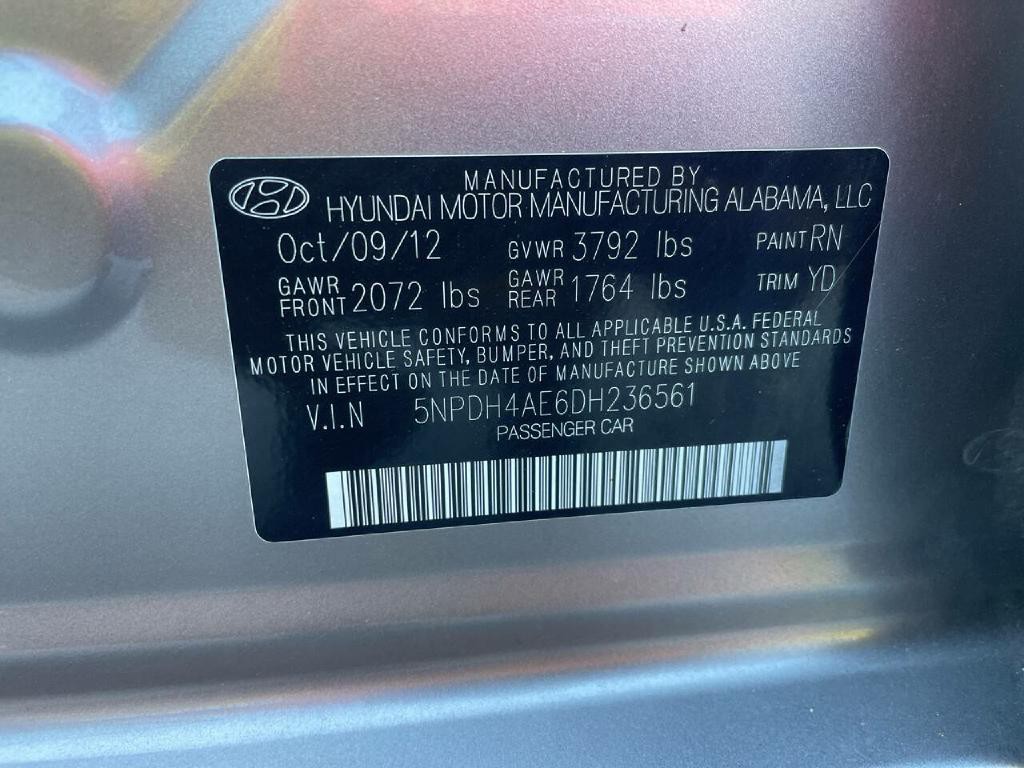 MANUFACTURED BY
HYUNDAI MOTOR MANUFACTURING ALABAMA, LLC
Oct/09/12 GVWR 3792 lbs PAINT RN
GAWR FRONT 2072 lbs GAWR REAR 1764 lbs TRIM YD
THIS VEHICLE CONFORMS TO ALL APPLICABLE U.S.A. FEDERAL
MOTOR VEHICLE SAFETY, BUMPER, AND THEFT PREVENTION STANDARDS
IN EFFECT ON THE DATE OF MANUFACTURE SHOWN ABOVE
V.I.N 5NPDH4AE6DH236561
PASSENGER CAR